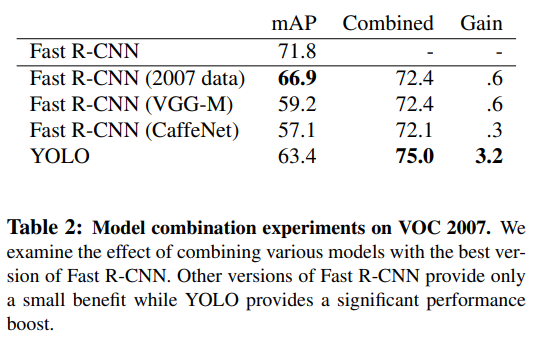 mAP Combined Gain
Fast R-CNN 71.8 - -
Fast R-CNN (2007 data) 66.9 72.4 .6
Fast R-CNN (VGG-M) 59.2 72.4 .6
Fast R-CNN (CaffeNet) 57.1 72.1 .3
YOLO 63.4 75.0 3.2
Table 2: Model combination experiments on VOC 2007. We
examine the effect of combining various models with the best ver-
sion of Fast R-CNN. Other versions of Fast R-CNN provide only
a small benefit while YOLO provides a significant performance
boost.